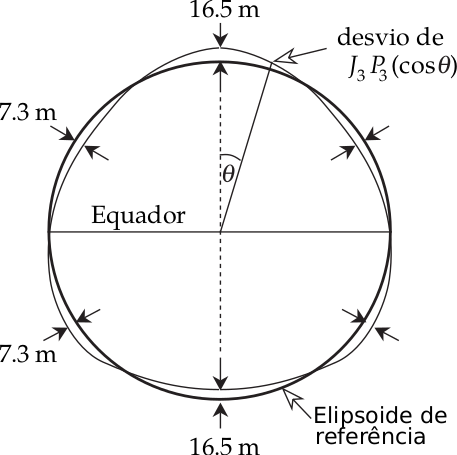 16.5 m
desvio de
J₃ P₃ (cosθ)
7.3 m
θ
Equador
7.3 m
Elipsoide de
referência
16.5 m